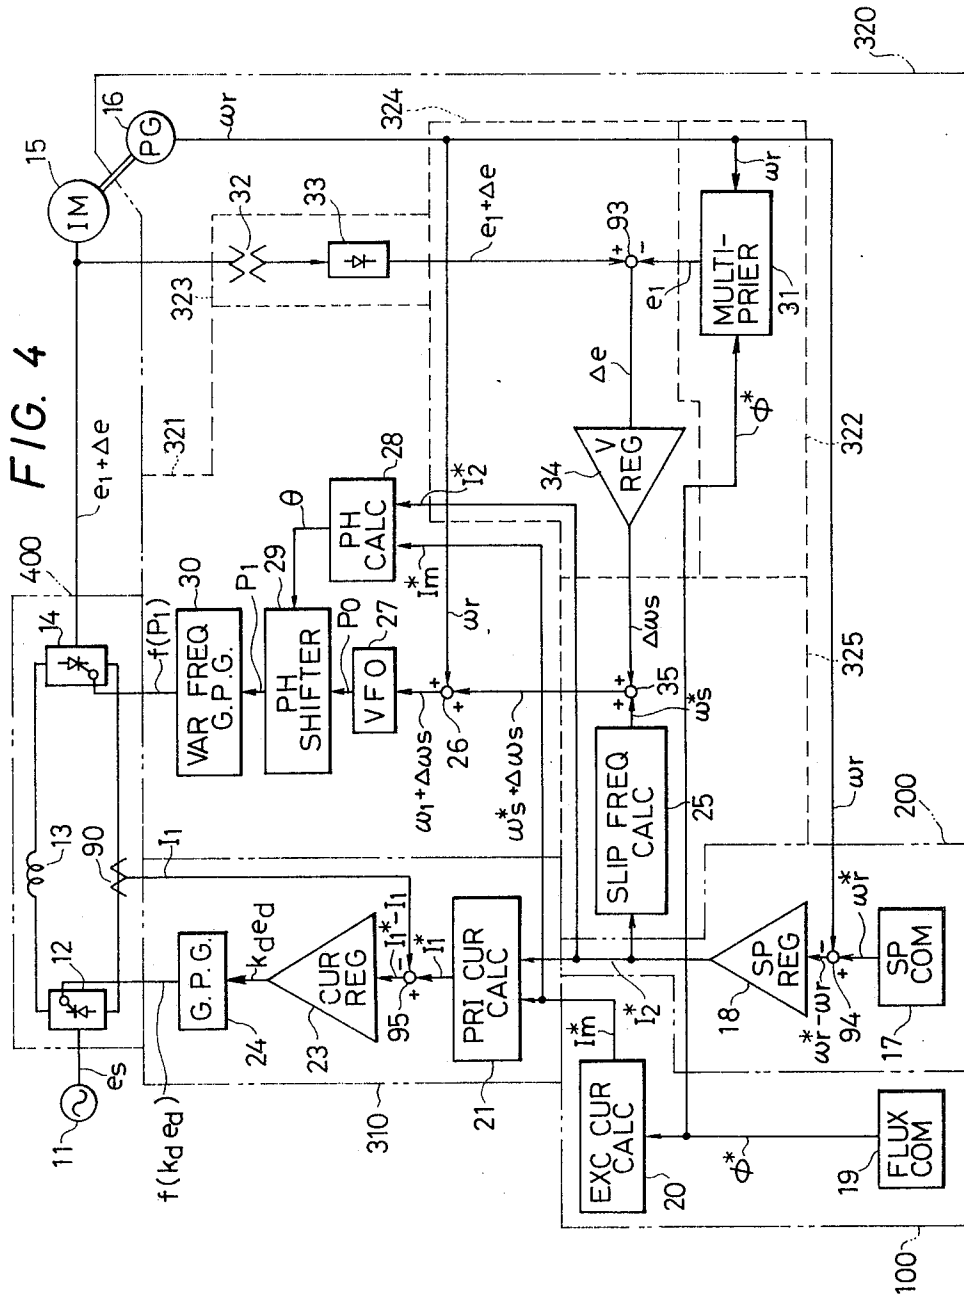 FIG. 4
11
es
12
13
90
14
400
e1+Δe
15
IM
16
PG
ωr
320
f(kd ed)
G.P.G.
24
kd ed
CUR REG
23
I1*-I1
I1
95
-
+
I1*
PRI CUR CALC
21
310
f(P1)
VAR FREQ G.P.G.
30
P1
PH SHIFTER
29
θ
PH CALC
28
Im*
I2*
P0
VFO
27
ω1+Δωs
26
+
+
ωr
ωs*+Δωs
321
323
32
33
e1+Δe
324
EXC CUR CALC
20
Im*
I2*
SLIP FREQ CALC
25
ωs*
35
+
+
Δωs
34
V REG
Δe
93
+
-
e1
MULTI-PRIER
31
ωr
Φ*
322
325
SP REG
18
ωr*-ωr
94
-
+
ωr
ωr*
SP COM
17
200
Φ*
FLUX COM
19
100